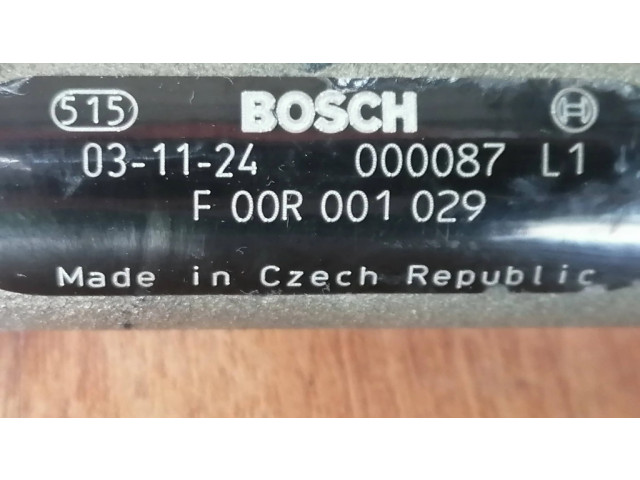 515 BOSCH
03-11-24 000087 L1
F 00R 001 029
Made in Czech Republic